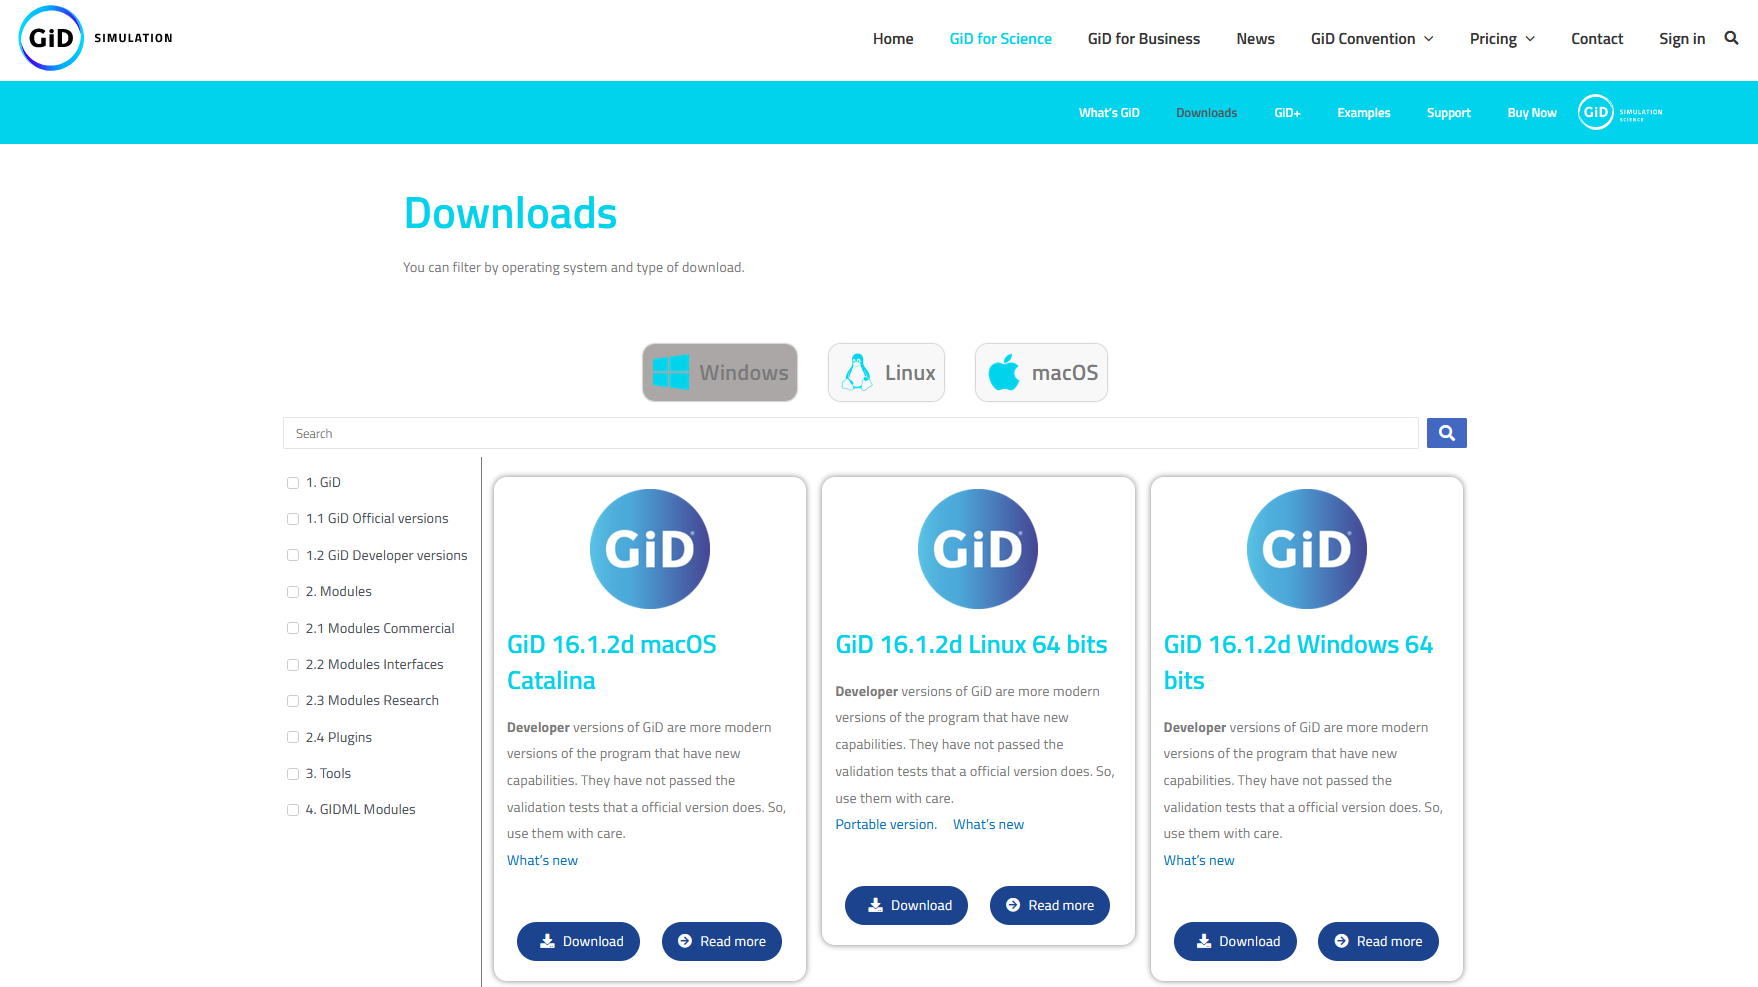 GiD SIMULATION
Home GiD for Science GiD for Business News GiD Convention Pricing Contact Sign in
What's GiD Downloads GiD+ Examples Support Buy Now GiD SIMULATION SCIENCE
Downloads
You can filter by operating system and type of download.
Windows Linux macOS
Search
1. GiD
1.1 GiD Official versions
1.2 GiD Developer versions
2. Modules
2.1 Modules Commercial
2.2 Modules Interfaces
2.3 Modules Research
2.4 Plugins
3. Tools
4. GIDML Modules
GiD
GiD 16.1.2d macOS
Catalina
Developer versions of GiD are more modern
versions of the program that have new
capabilities. They have not passed the
validation tests that a official version does. So,
use them with care.
What's new
Download Read more
GiD
GiD 16.1.2d Linux 64 bits
Developer versions of GiD are more modern
versions of the program that have new
capabilities. They have not passed the
validation tests that a official version does. So,
use them with care.
Portable version. What's new
Download Read more
GiD
GiD 16.1.2d Windows 64
bits
Developer versions of GiD are more modern
versions of the program that have new
capabilities. They have not passed the
validation tests that a official version does. So,
use them with care.
What's new
Download Read more